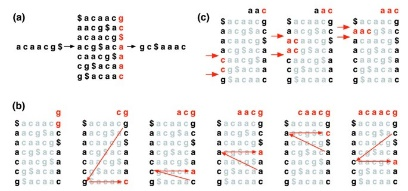 (a)
$acaacg
aacg$ac
acaacg$
acaacg$ → acg$aca → gc$aaac
caacg$a
cg$acaa
g$acaac
(c)
aac aac aac
$acaacg $acaacg $acaacg
aacg$ac aacg$ac aacg$ac
acaacg$ acaacg$ acaacg$
acg$aca acg$aca acg$aca
caacg$a caacg$a caacg$a
cg$acaa cg$acaa cg$acaa
g$acaac g$acaac g$acaac
(b)
g cg acg aacg caacg acaacg
$acaacg $acaacg $acaacg $acaacg $acaacg $acaacg
aacg$ac aacg$ac aacg$ac aacg$ac aacg$ac aacg$ac
acaacg$ acaacg$ acaacg$ acaacg$ acaacg$ acaacg$
acg$aca acg$aca acg$aca acg$aca acg$aca acg$aca
caacg$a caacg$a caacg$a caacg$a caacg$a caacg$a
cg$acaa cg$acaa cg$acaa cg$acaa cg$acaa cg$acaa
g$acaac g$acaac g$acaac g$acaac g$acaac g$acaac